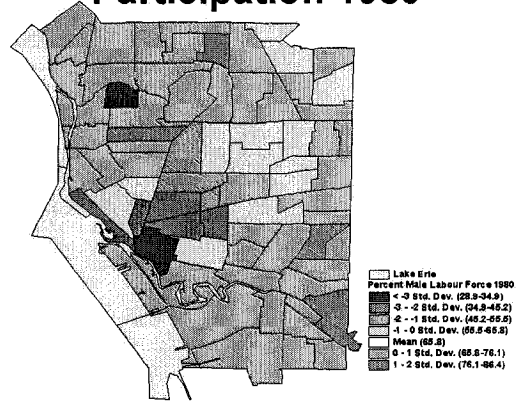 Participation 1980
Lake Erie
Percent Male Labour Force 1980
< -3 Std. Dev. (28.9-34.9)
-3 - -2 Std. Dev. (34.9-45.2)
-2 - -1 Std. Dev. (45.2-55.5)
-1 - 0 Std. Dev. (55.5-65.8)
Mean (65.8)
0 - 1 Std. Dev. (65.8-76.1)
1 - 2 Std. Dev. (76.1-86.4)